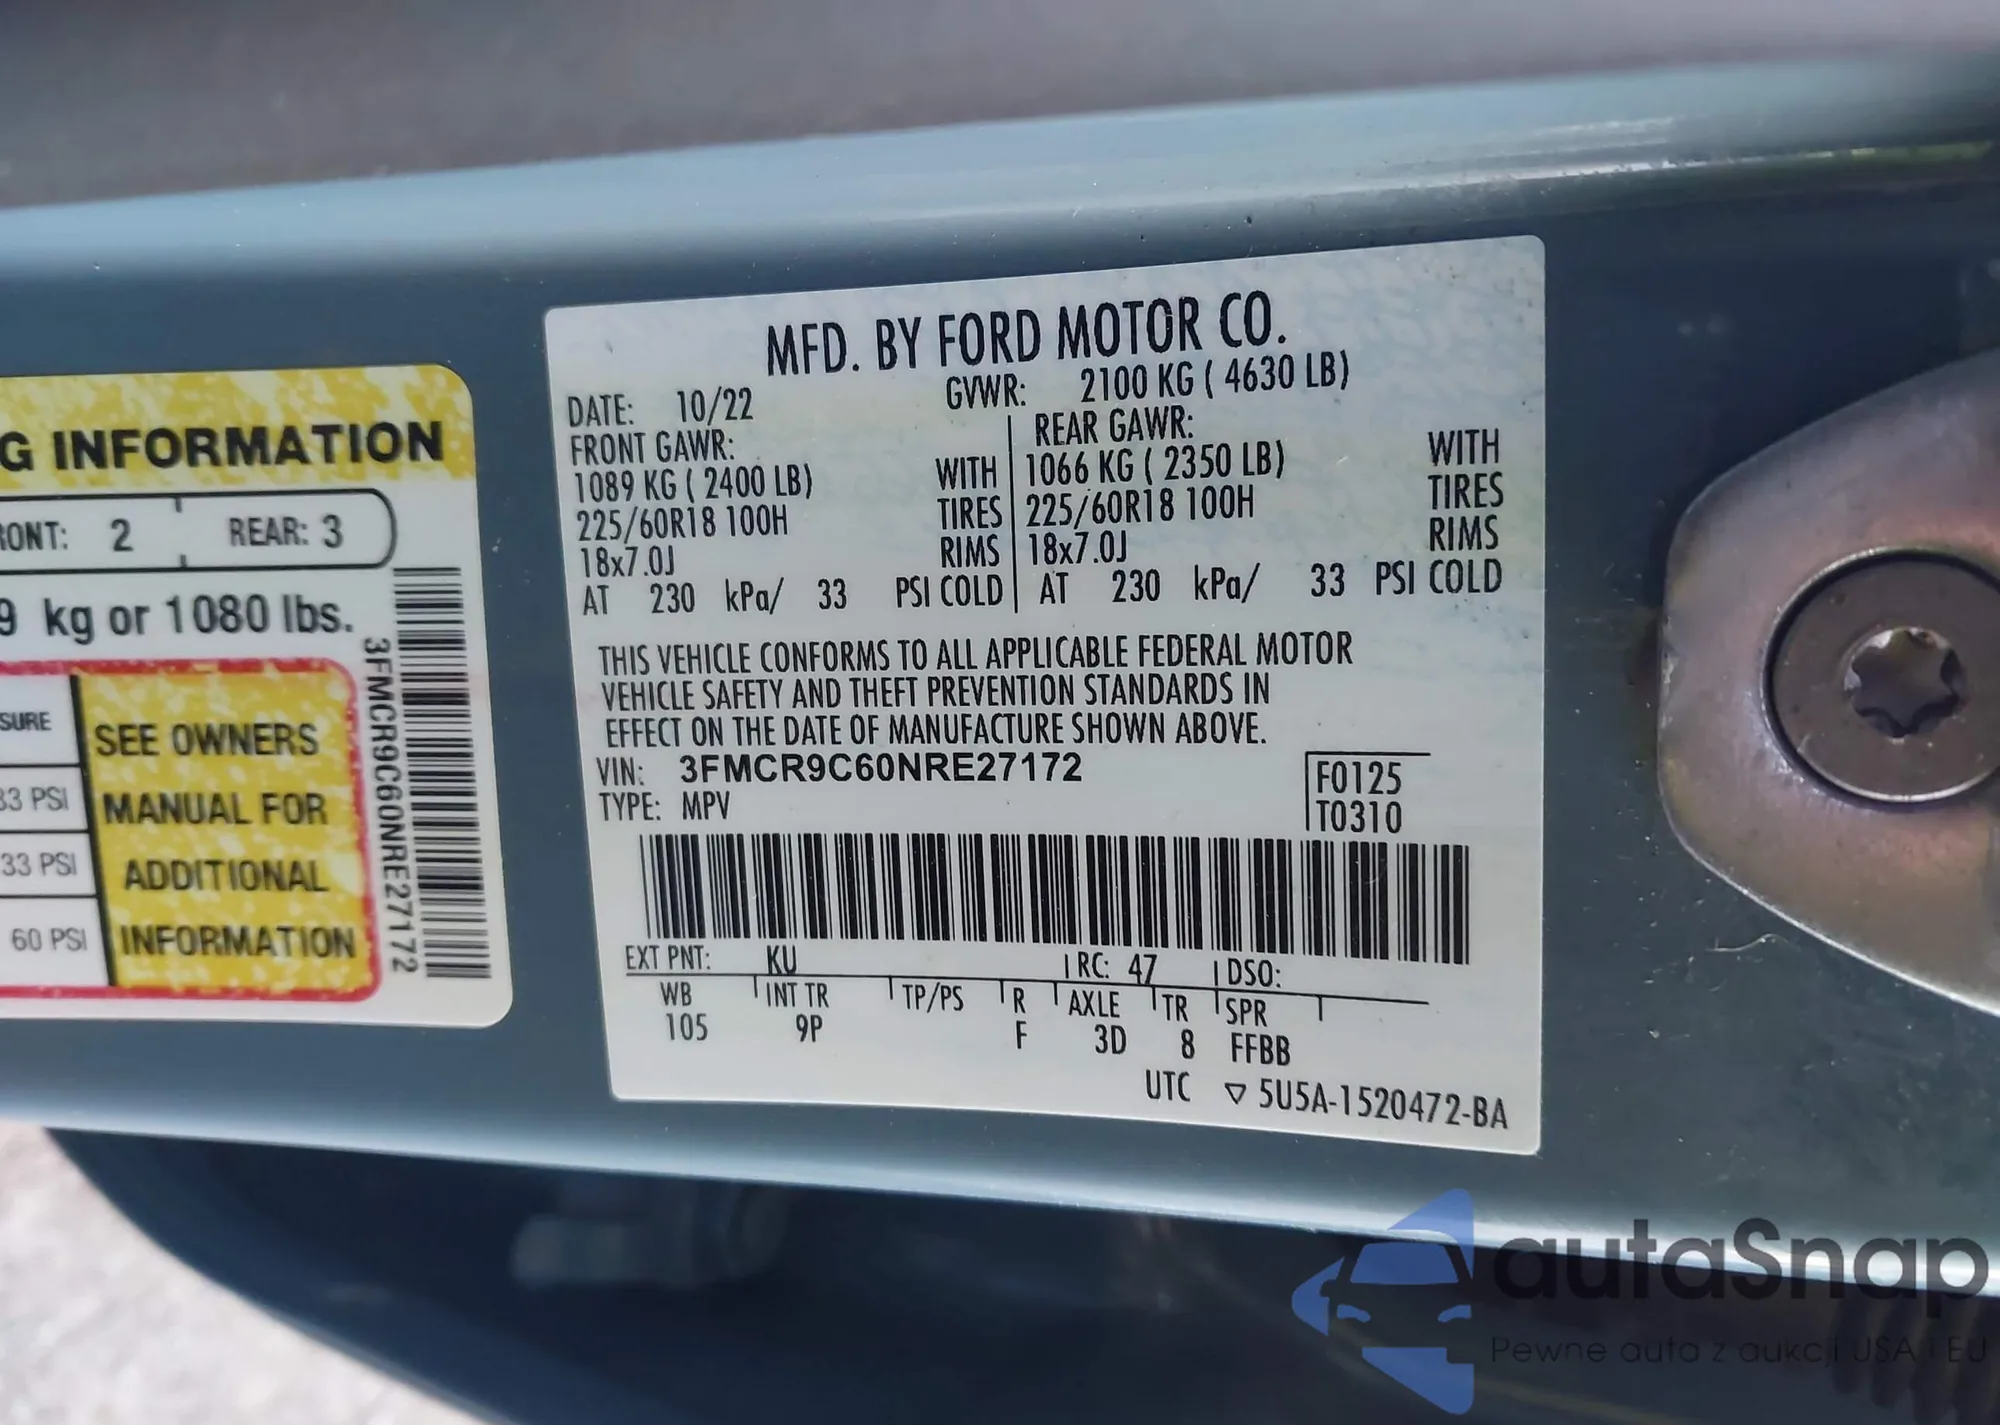 G INFORMATION
RONT: 2 REAR: 3
9 kg or 1080 lbs.
SURE
33 PSI
33 PSI
60 PSI
SEE OWNERS
MANUAL FOR
ADDITIONAL
INFORMATION
3FMCR9C60NRE27172
MFD. BY FORD MOTOR CO.
DATE: 10/22 GVWR: 2100 KG ( 4630 LB)
FRONT GAWR: REAR GAWR:
1089 KG ( 2400 LB) WITH 1066 KG ( 2350 LB) WITH
225/60R18 100H TIRES 225/60R18 100H TIRES
18x7.0J RIMS 18x7.0J RIMS
AT 230 kPa/ 33 PSI COLD AT 230 kPa/ 33 PSI COLD
THIS VEHICLE CONFORMS TO ALL APPLICABLE FEDERAL MOTOR
VEHICLE SAFETY AND THEFT PREVENTION STANDARDS IN
EFFECT ON THE DATE OF MANUFACTURE SHOWN ABOVE.
VIN: 3FMCR9C60NRE27172 F0125
TYPE: MPV T0310
EXT PNT: KU RC: 47 DSO:
WB INT TR TP/PS R AXLE TR SPR
105 9P F 3D 8 FFBB
UTC ▽ 5U5A-1520472-BA
autaSnap
Pewne auta z aukcji USA i EU